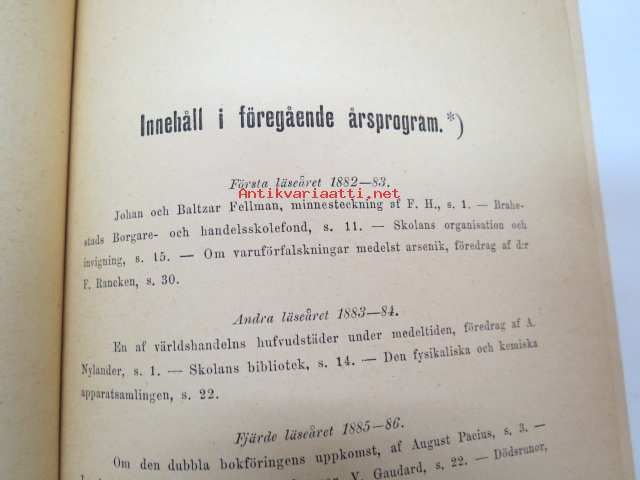 Innehåll i föregående årsprogram.*)
Första läseåret 1882—83.
Antikvariaatti.net
Johan och Baltzar Fellman, minnesteckning af F. H., s. 1. — Brahe-
stads Borgare- och handelsskolefond, s. 11. — Skolans organisation och
invigning, s. 15. — Om varuförfalskningar medelst arsenik, föredrag af d:r
F. Rancken, s. 30.
Andra läseåret 1883—84.
En af världshandelns hufvudstäder under medeltiden, föredrag af A.
Nylander, s. 1. — Skolans bibliotek, s. 14. — Den fysikaliska och kemiska
apparatsamlingen, s. 22.
Fjärde läseåret 1885—86.
Om den dubbla bokföringens uppkomst, af August Pacius, s. 3. —
V. Gaudard, s. 22. — Dödsrunor,